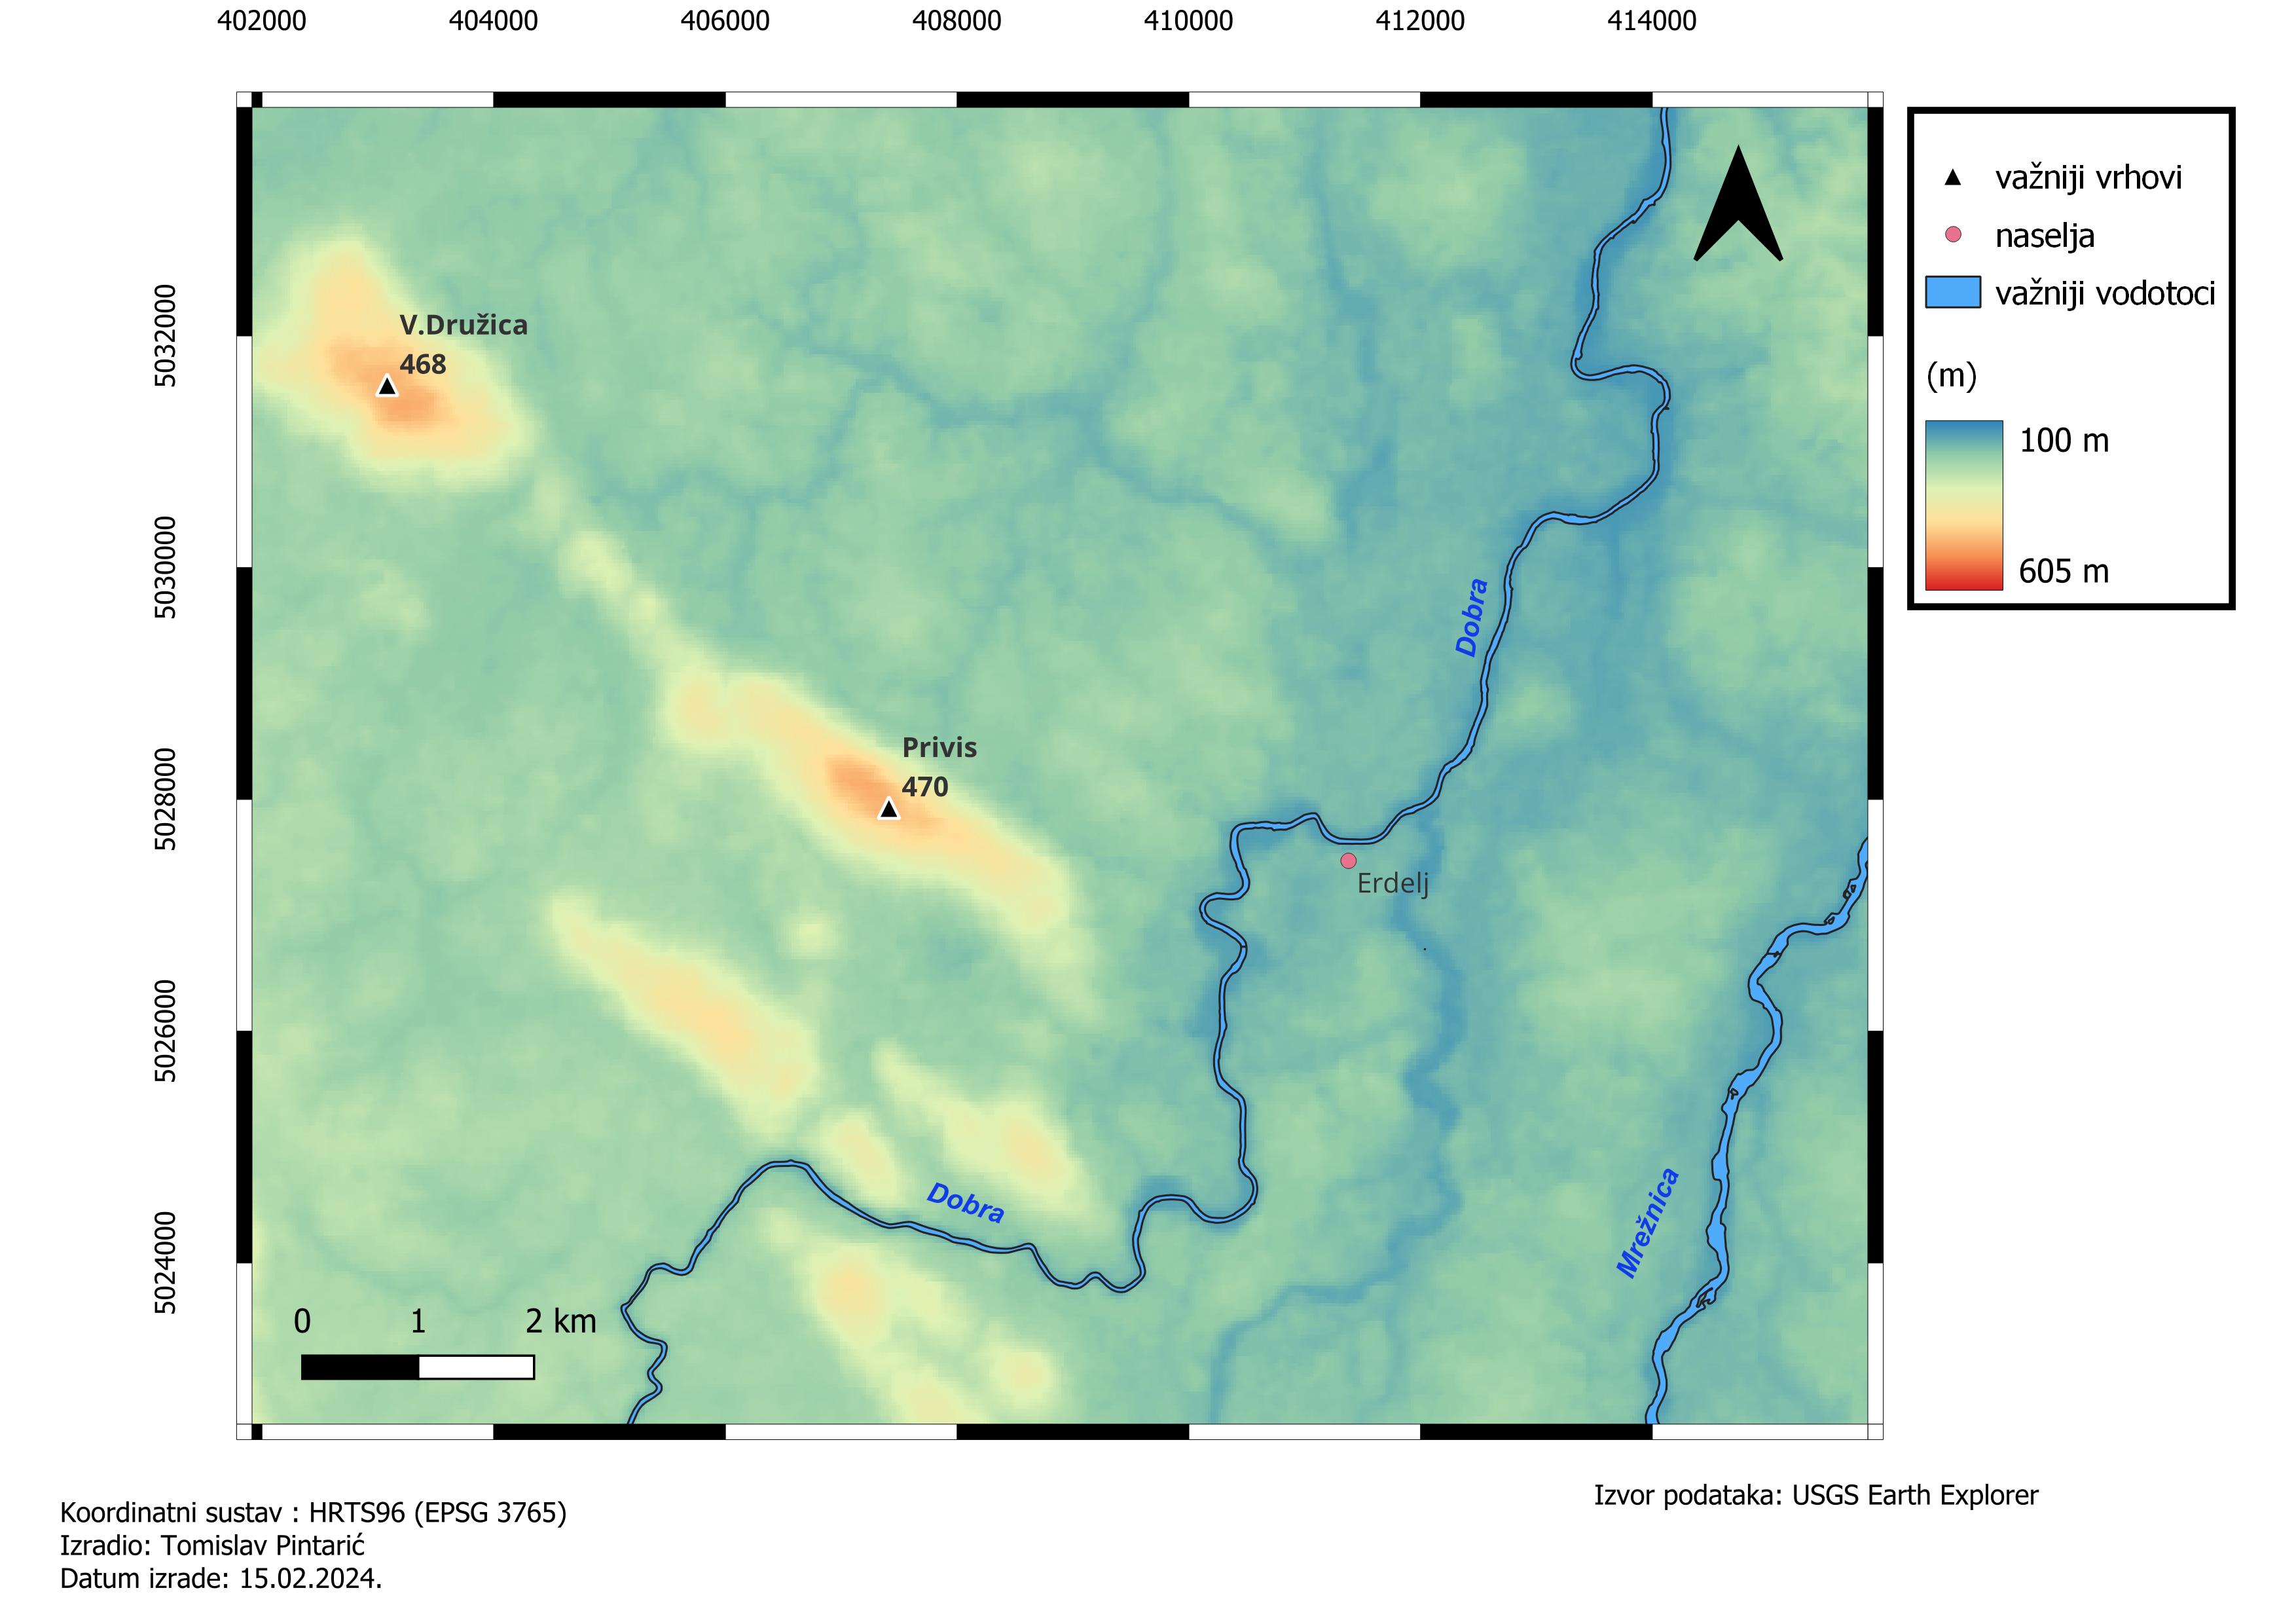 402000 404000 406000 408000 410000 412000 414000
važniji vrhovi
naselja
važniji vodotoci
(m)
100 m
605 m
5032000
5030000
5028000
5026000
5024000
V.Družica
468
Privis
470
Dobra
Erdelj
Dobra
Mrežnica
0 1 2 km
Izvor podataka: USGS Earth Explorer
Koordinatni sustav : HRTS96 (EPSG 3765)
Izradio: Tomislav Pintarić
Datum izrade: 15.02.2024.